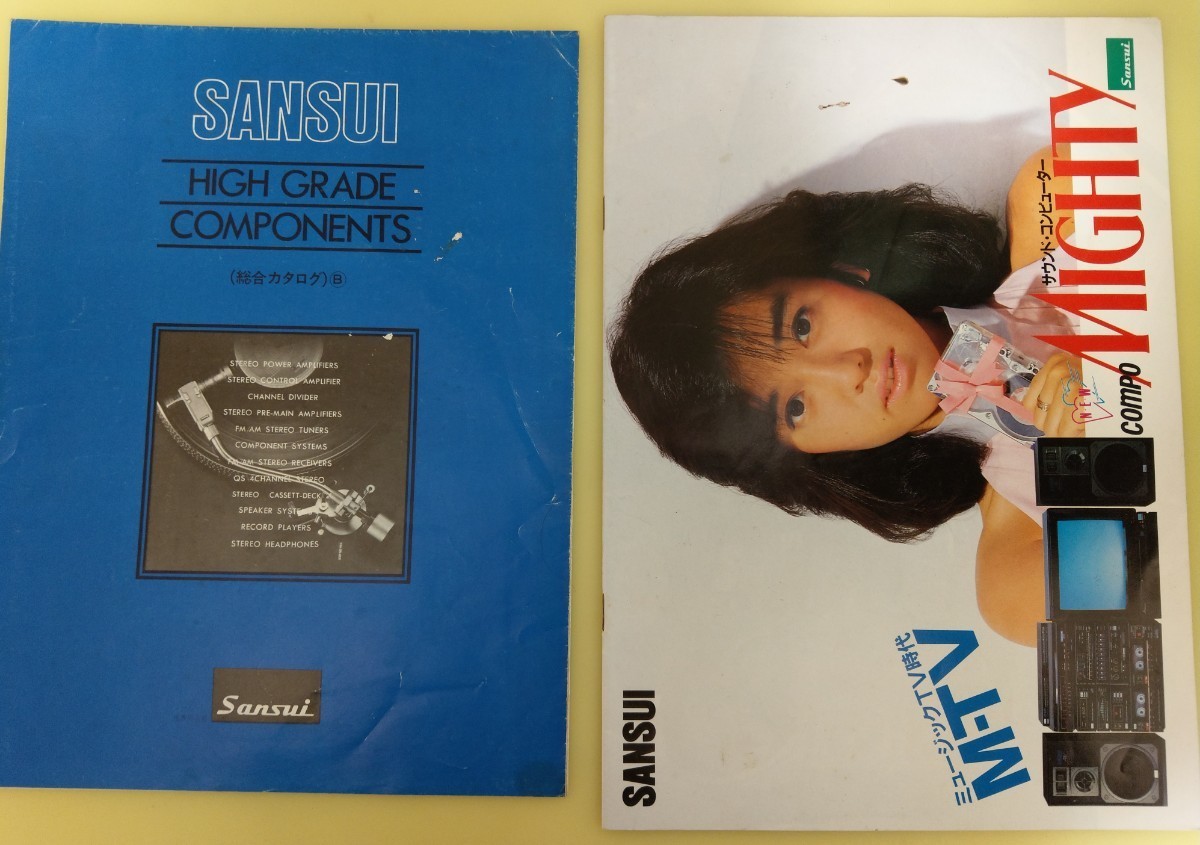 SANSUI
HIGH GRADE
COMPONENTS
(総合カタログ)Ⓑ
STEREO POWER AMPLIFIERS
STEREO CONTROL AMPLIFIER
CHANNEL DIVIDER
STEREO PRE-MAIN AMPLIFIERS
FM/AM STEREO TUNERS
COMPONENT SYSTEMS
FM/AM STEREO RECEIVERS
QS 4CHANNEL STEREO
STEREO CASSETT-DECK
SPEAKER SYSTEMS
RECORD PLAYERS
STEREO HEADPHONES
Sansui
SANSUI
ミュージックTV時代
M-TV
Sansui
サウンド・コンピューター
NEW
compo MIGHTY